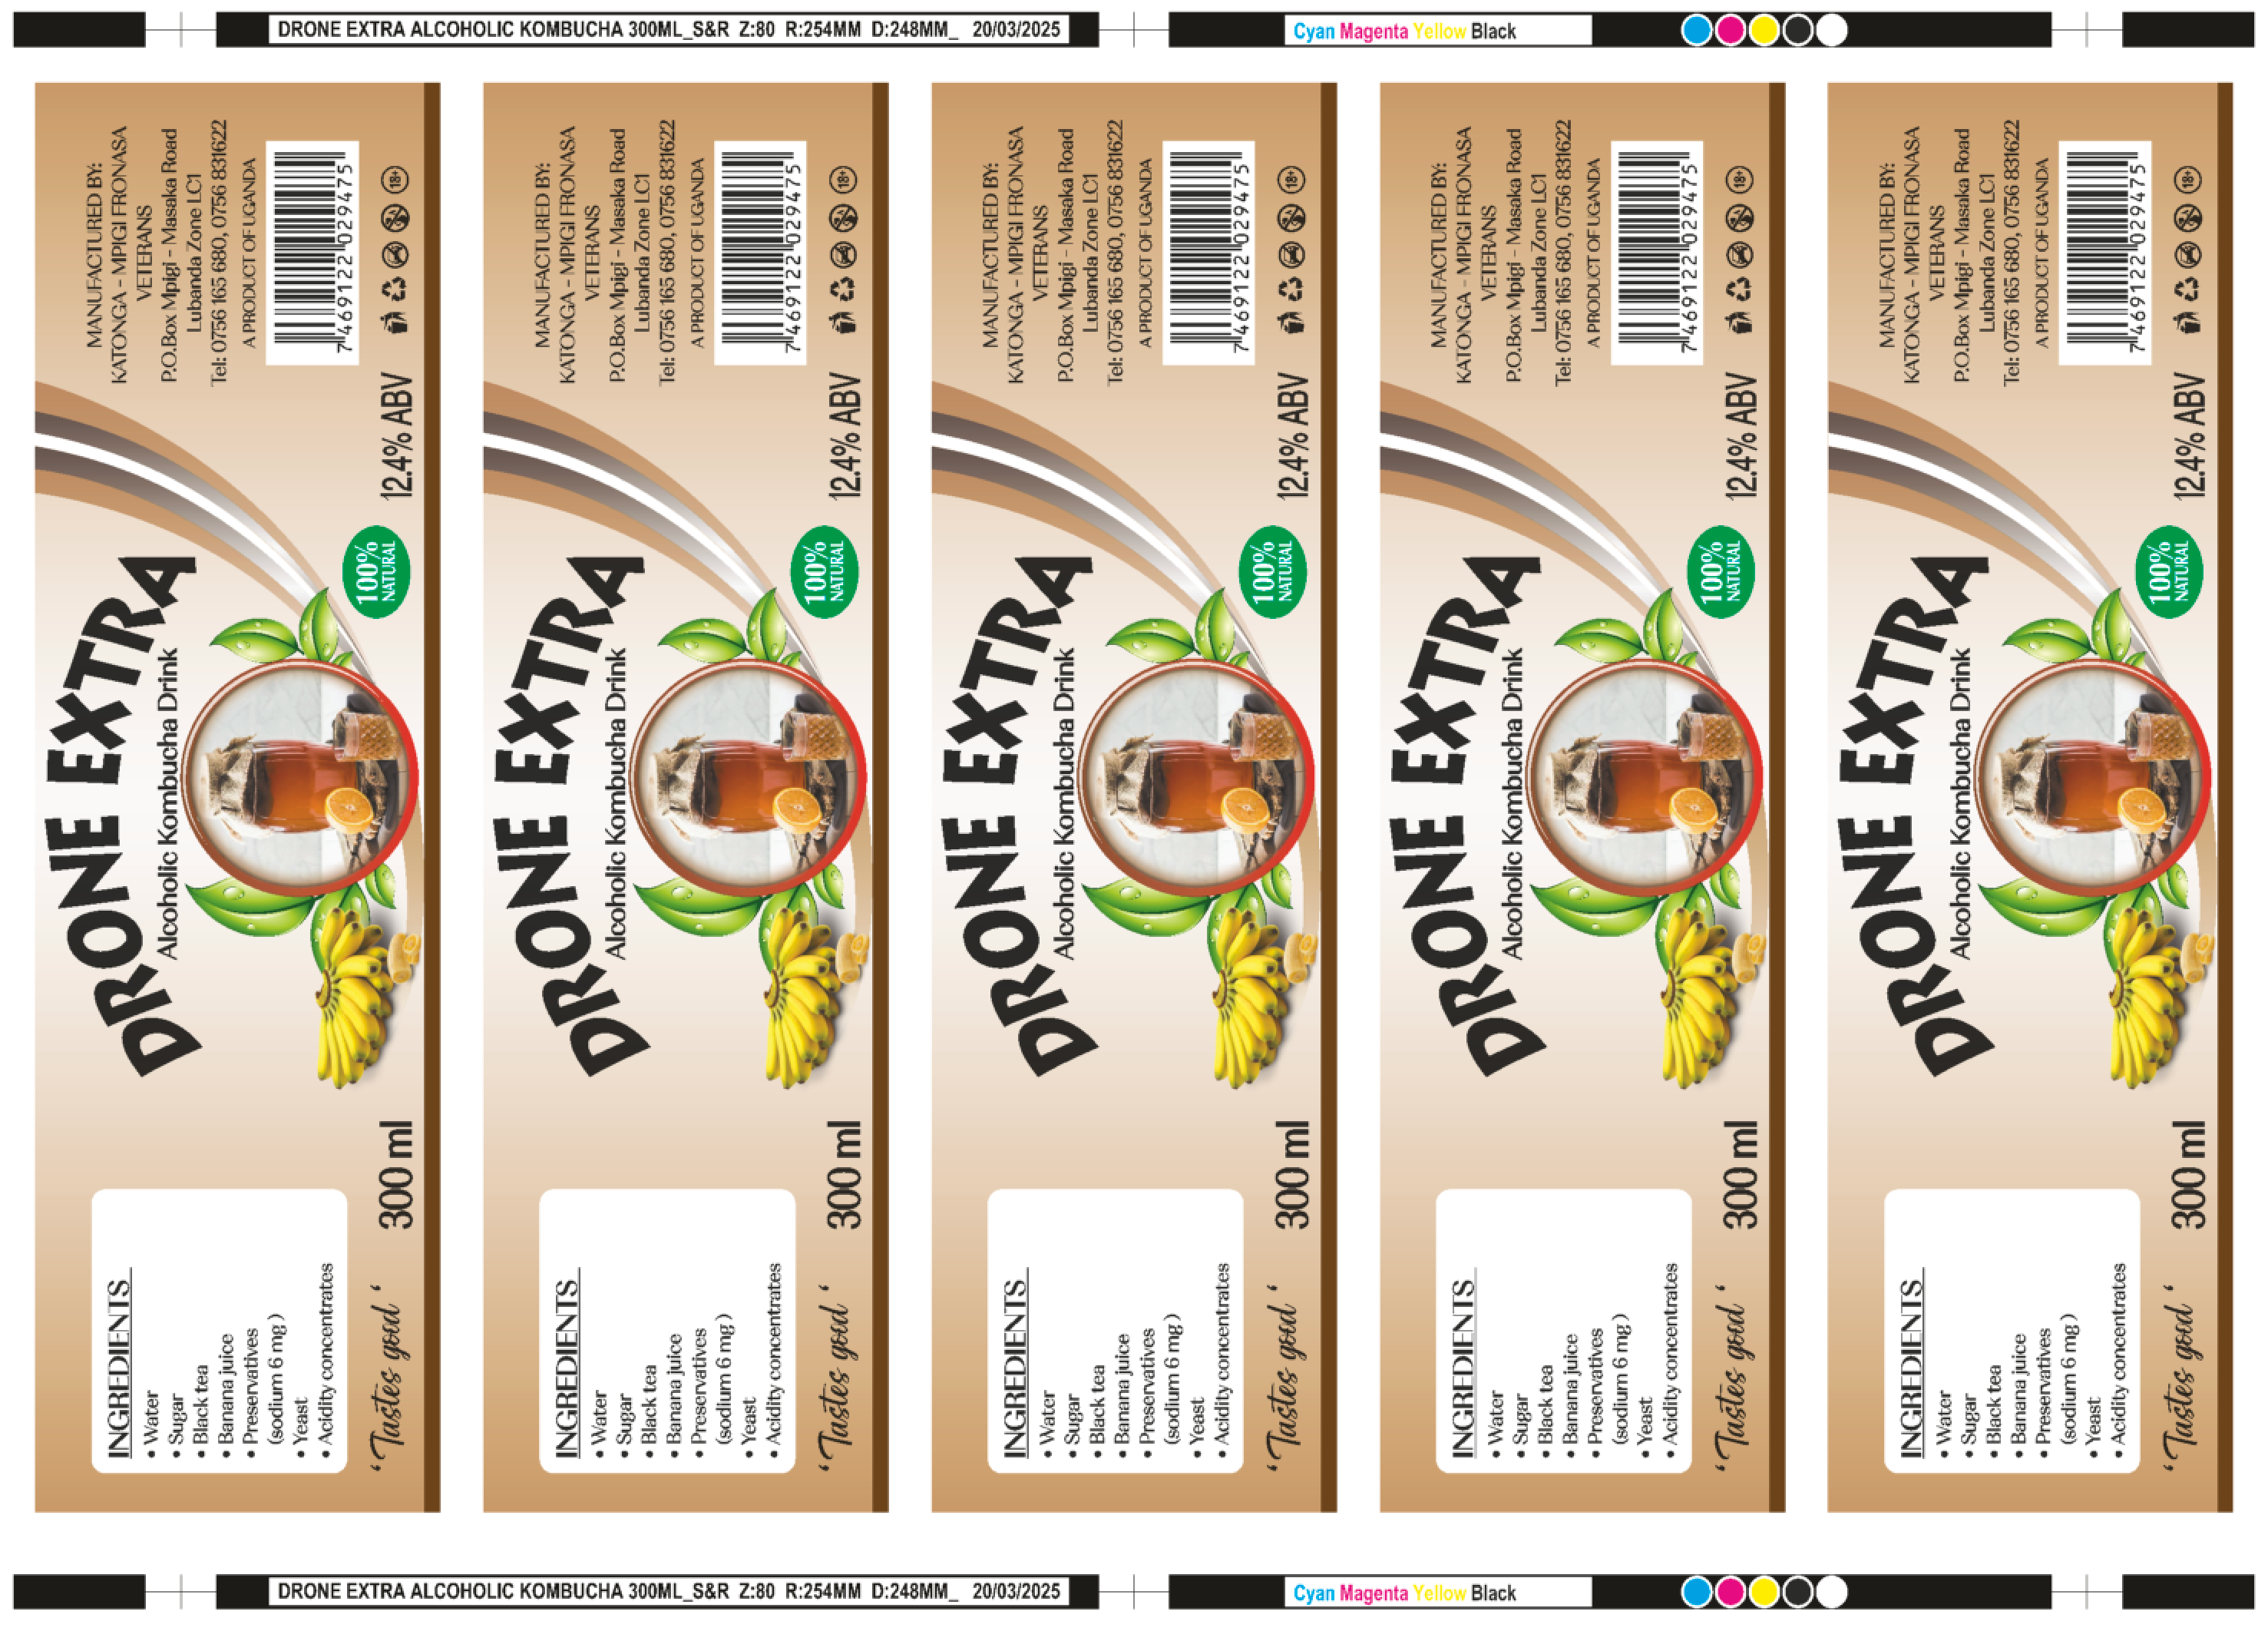 DRONE EXTRA ALCOHOLIC KOMBUCHA 300ML_S&R Z:80 R:254MM D:248MM_ 20/03/2025
Cyan Magenta Yellow Black
INGREDIENTS
• Water
• Sugar
• Black tea
• Banana juice
• Preservatives
(sodium 6 mg )
• Yeast
• Acidity concentrates
‘ Tastes good ‘
300 ml
DRONE EXTRA
Alcoholic Kombucha Drink
100%
NATURAL
12.4% ABV
MANUFACTURED BY:
KATONGA - MPIGI FRONASA
VETERANS
P.O.Box Mpigi - Masaka Road
Lubanda Zone LC1
Tel: 0756 165 680, 0756 831622
A PRODUCT OF UGANDA
7 469122 029475
18+
INGREDIENTS
• Water
• Sugar
• Black tea
• Banana juice
• Preservatives
(sodium 6 mg )
• Yeast
• Acidity concentrates
‘ Tastes good ‘
300 ml
DRONE EXTRA
Alcoholic Kombucha Drink
100%
NATURAL
12.4% ABV
MANUFACTURED BY:
KATONGA - MPIGI FRONASA
VETERANS
P.O.Box Mpigi - Masaka Road
Lubanda Zone LC1
Tel: 0756 165 680, 0756 831622
A PRODUCT OF UGANDA
7 469122 029475
18+
INGREDIENTS
• Water
• Sugar
• Black tea
• Banana juice
• Preservatives
(sodium 6 mg )
• Yeast
• Acidity concentrates
‘ Tastes good ‘
300 ml
DRONE EXTRA
Alcoholic Kombucha Drink
100%
NATURAL
12.4% ABV
MANUFACTURED BY:
KATONGA - MPIGI FRONASA
VETERANS
P.O.Box Mpigi - Masaka Road
Lubanda Zone LC1
Tel: 0756 165 680, 0756 831622
A PRODUCT OF UGANDA
7 469122 029475
18+
INGREDIENTS
• Water
• Sugar
• Black tea
• Banana juice
• Preservatives
(sodium 6 mg )
• Yeast
• Acidity concentrates
‘ Tastes good ‘
300 ml
DRONE EXTRA
Alcoholic Kombucha Drink
100%
NATURAL
12.4% ABV
MANUFACTURED BY:
KATONGA - MPIGI FRONASA
VETERANS
P.O.Box Mpigi - Masaka Road
Lubanda Zone LC1
Tel: 0756 165 680, 0756 831622
A PRODUCT OF UGANDA
7 469122 029475
18+
INGREDIENTS
• Water
• Sugar
• Black tea
• Banana juice
• Preservatives
(sodium 6 mg )
• Yeast
• Acidity concentrates
‘ Tastes good ‘
300 ml
DRONE EXTRA
Alcoholic Kombucha Drink
100%
NATURAL
12.4% ABV
MANUFACTURED BY:
KATONGA - MPIGI FRONASA
VETERANS
P.O.Box Mpigi - Masaka Road
Lubanda Zone LC1
Tel: 0756 165 680, 0756 831622
A PRODUCT OF UGANDA
7 469122 029475
18+
DRONE EXTRA ALCOHOLIC KOMBUCHA 300ML_S&R Z:80 R:254MM D:248MM_ 20/03/2025
Cyan Magenta Yellow Black